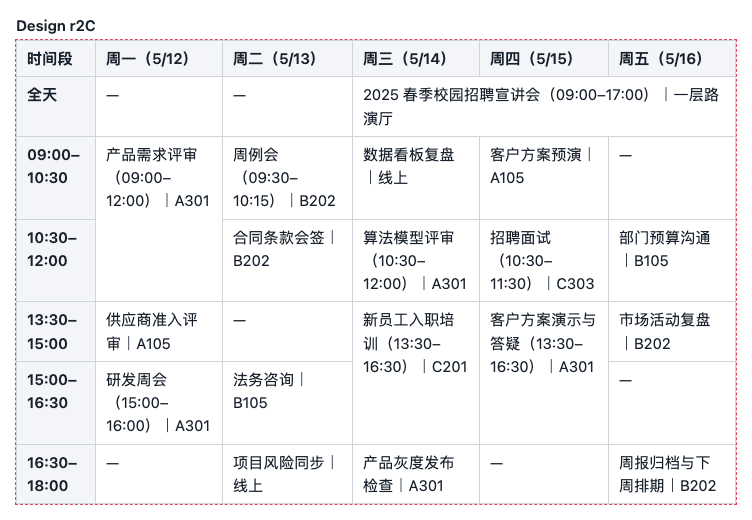 Design r2C
时间段 周一（5/12） 周二（5/13） 周三（5/14） 周四（5/15） 周五（5/16）
全天 — — 2025 春季校园招聘宣讲会（09:00–17:00）｜一层路
演厅
09:00–
10:30
产品需求评审
（09:00–
12:00）｜A301
周例会
（09:30–
10:15）｜B202
数据看板复盘
｜线上
客户方案预演｜
A105
—
10:30–
12:00
合同条款会签｜
B202
算法模型评审
（10:30–
12:00）｜A301
招聘面试
（10:30–
11:30）｜C303
部门预算沟通
｜B105
13:30–
15:00
供应商准入评
审｜A105
—
新员工入职培
训（13:30–
16:30）｜C201
客户方案演示与
答疑（13:30–
16:30）｜A301
市场活动复盘
｜B202
15:00–
16:30
研发周会
（15:00–
16:00）｜A301
法务咨询｜
B105
—
16:30–
18:00
—
项目风险同步｜
线上
产品灰度发布
检查｜A301
—
周报归档与下
周排期｜B202